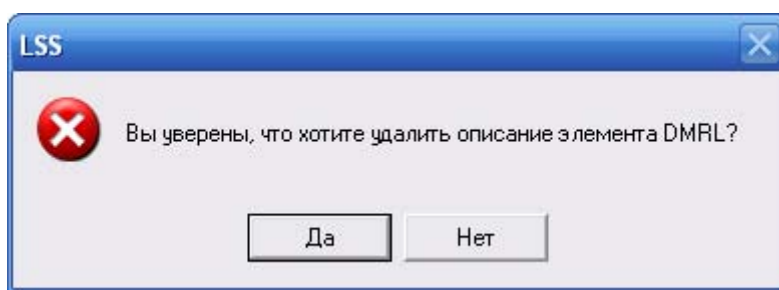 LSS
Вы уверены, что хотите удалить описание элемента DMRL?
Да
Нет